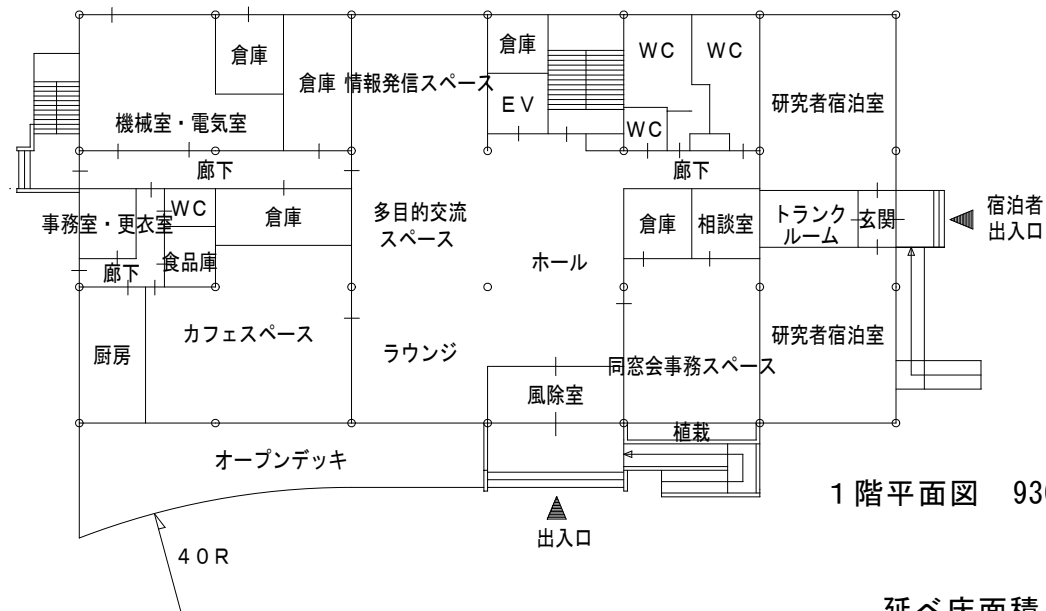 倉庫
倉庫
情報発信スペース
倉庫
ＥＶ
ＷＣ
ＷＣ
ＷＣ
研究者宿泊室
機械室・電気室
廊下
廊下
事務室・更衣室
ＷＣ
倉庫
多目的交流
スペース
倉庫
相談室
トランク
ルーム
玄関
宿泊者
出入口
廊下
食品庫
ホール
厨房
カフェスペース
ラウンジ
研究者宿泊室
同窓会事務スペース
風除室
植栽
オープンデッキ
出入口
４０Ｒ
１階平面図 93
延べ床面積